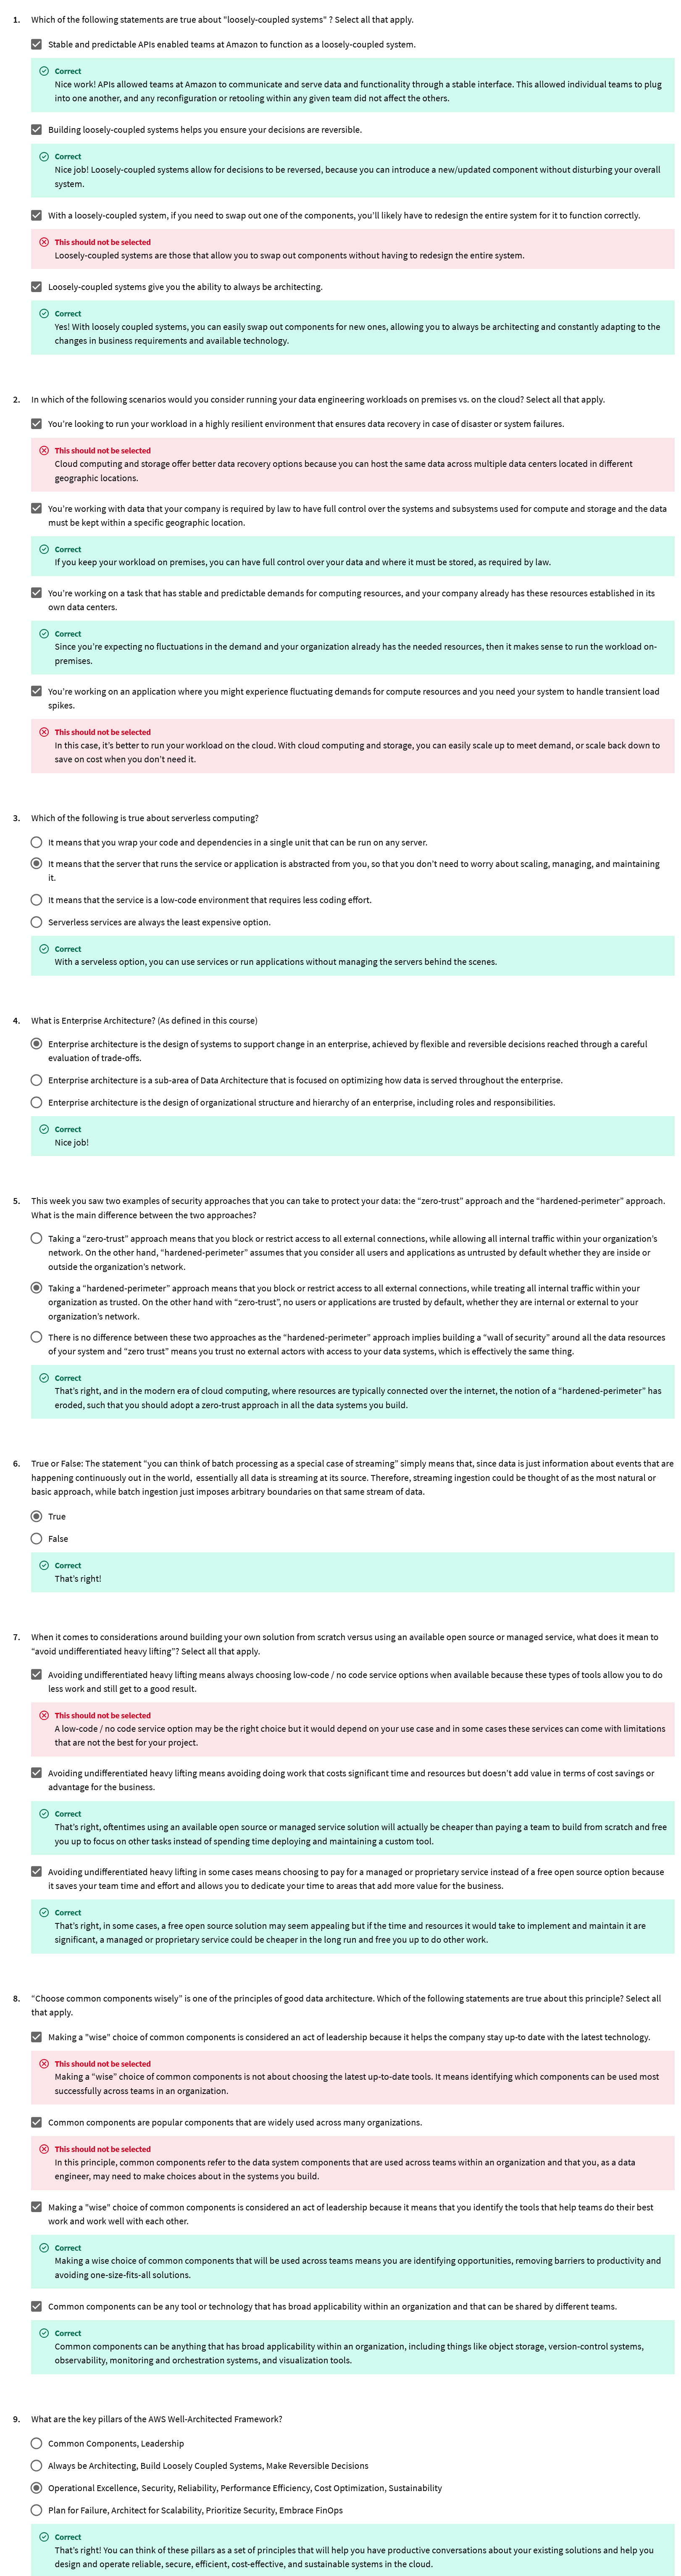 1. Which of the following statements are true about "loosely-coupled systems" ? Select all that apply.
Stable and predictable APIs enabled teams at Amazon to function as a loosely-coupled system.
Correct
Nice work! APIs allowed teams at Amazon to communicate and serve data and functionality through a stable interface. This allowed individual teams to plug
into one another, and any reconfiguration or retooling within any given team did not affect the others.
Building loosely-coupled systems helps you ensure your decisions are reversible.
Correct
Nice job! Loosely-coupled systems allow for decisions to be reversed, because you can introduce a new/updated component without disturbing your overall
system.
With a loosely-coupled system, if you need to swap out one of the components, you'll likely have to redesign the entire system for it to function correctly.
This should not be selected
Loosely-coupled systems are those that allow you to swap out components without having to redesign the entire system.
Loosely-coupled systems give you the ability to always be architecting.
Correct
Yes! With loosely coupled systems, you can easily swap out components for new ones, allowing you to always be architecting and constantly adapting to the
changes in business requirements and available technology.
2. In which of the following scenarios would you consider running your data engineering workloads on premises vs. on the cloud? Select all that apply.
You're looking to run your workload in a highly resilient environment that ensures data recovery in case of disaster or system failures.
This should not be selected
Cloud computing and storage offer better data recovery options because you can host the same data across multiple data centers located in different
geographic locations.
You're working with data that your company is required by law to have full control over the systems and subsystems used for compute and storage and the data
must be kept within a specific geographic location.
Correct
If you keep your workload on premises, you can have full control over your data and where it must be stored, as required by law.
You're working on a task that has stable and predictable demands for computing resources, and your company already has these resources established in its
own data centers.
Correct
Since you're expecting no fluctuations in the demand and your organization already has the needed resources, then it makes sense to run the workload on-
premises.
You're working on an application where you might experience fluctuating demands for compute resources and you need your system to handle transient load
spikes.
This should not be selected
In this case, it's better to run your workload on the cloud. With cloud computing and storage, you can easily scale up to meet demand, or scale back down to
save on cost when you don't need it.
3. Which of the following is true about serverless computing?
It means that you wrap your code and dependencies in a single unit that can be run on any server.
It means that the server that runs the service or application is abstracted from you, so that you don't need to worry about scaling, managing, and maintaining
it.
It means that the service is a low-code environment that requires less coding effort.
Serverless services are always the least expensive option.
Correct
With a serveless option, you can use services or run applications without managing the servers behind the scenes.
4. What is Enterprise Architecture? (As defined in this course)
Enterprise architecture is the design of systems to support change in an enterprise, achieved by flexible and reversible decisions reached through a careful
evaluation of trade-offs.
Enterprise architecture is a sub-area of Data Architecture that is focused on optimizing how data is served throughout the enterprise.
Enterprise architecture is the design of organizational structure and hierarchy of an enterprise, including roles and responsibilities.
Correct
Nice job!
5. This week you saw two examples of security approaches that you can take to protect your data: the "zero-trust" approach and the "hardened-perimeter" approach.
What is the main difference between the two approaches?
Taking a "zero-trust" approach means that you block or restrict access to all external connections, while allowing all internal traffic within your organization's
network. On the other hand, "hardened-perimeter" assumes that you consider all users and applications as untrusted by default whether they are inside or
outside the organization's network.
Taking a "hardened-perimeter" approach means that you block or restrict access to all external connections, while treating all internal traffic within your
organization as trusted. On the other hand with "zero-trust", no users or applications are trusted by default, whether they are internal or external to your
organization's network.
There is no difference between these two approaches as the "hardened-perimeter" approach implies building a "wall of security" around all the data resources
of your system and "zero trust" means you trust no external actors with access to your data systems, which is effectively the same thing.
Correct
That's right, and in the modern era of cloud computing, where resources are typically connected over the internet, the notion of a "hardened-perimeter" has
eroded, such that you should adopt a zero-trust approach in all the data systems you build.
6. True or False: The statement "you can think of batch processing as a special case of streaming" simply means that, since data is just information about events that are
happening continuously out in the world, essentially all data is streaming at its source. Therefore, streaming ingestion could be thought of as the most natural or
basic approach, while batch ingestion just imposes arbitrary boundaries on that same stream of data.
True
False
Correct
That's right!
7. When it comes to considerations around building your own solution from scratch versus using an available open source or managed service, what does it mean to
"avoid undifferentiated heavy lifting"? Select all that apply.
Avoiding undifferentiated heavy lifting means always choosing low-code / no code service options when available because these types of tools allow you to do
less work and still get to a good result.
This should not be selected
A low-code / no code service option may be the right choice but it would depend on your use case and in some cases these services can come with limitations
that are not the best for your project.
Avoiding undifferentiated heavy lifting means avoiding doing work that costs significant time and resources but doesn't add value in terms of cost savings or
advantage for the business.
Correct
That's right, oftentimes using an available open source or managed service solution will actually be cheaper than paying a team to build from scratch and free
you up to focus on other tasks instead of spending time deploying and maintaining a custom tool.
Avoiding undifferentiated heavy lifting in some cases means choosing to pay for a managed or proprietary service instead of a free open source option because
it saves your team time and effort and allows you to dedicate your time to areas that add more value for the business.
Correct
That's right, in some cases, a free open source solution may seem appealing but if the time and resources it would take to implement and maintain it are
significant, a managed or proprietary service could be cheaper in the long run and free you up to do other work.
8. "Choose common components wisely" is one of the principles of good data architecture. Which of the following statements are true about this principle? Select all
that apply.
Making a "wise" choice of common components is considered an act of leadership because it helps the company stay up-to date with the latest technology.
This should not be selected
Making a "wise" choice of common components is not about choosing the latest up-to-date tools. It means identifying which components can be used most
successfully across teams in an organization.
Common components are popular components that are widely used across many organizations.
This should not be selected
In this principle, common components refer to the data system components that are used across teams within an organization and that you, as a data
engineer, may need to make choices about in the systems you build.
Making a "wise" choice of common components is considered an act of leadership because it means that you identify the tools that help teams do their best
work and work well with each other.
Correct
Making a wise choice of common components that will be used across teams means you are identifying opportunities, removing barriers to productivity and
avoiding one-size-fits-all solutions.
Common components can be any tool or technology that has broad applicability within an organization and that can be shared by different teams.
Correct
Common components can be anything that has broad applicability within an organization, including things like object storage, version-control systems,
observability, monitoring and orchestration systems, and visualization tools.
9. What are the key pillars of the AWS Well-Architected Framework?
Common Components, Leadership
Always be Architecting, Build Loosely Coupled Systems, Make Reversible Decisions
Operational Excellence, Security, Reliability, Performance Efficiency, Cost Optimization, Sustainability
Plan for Failure, Architect for Scalability, Prioritize Security, Embrace FinOps
Correct
That's right! You can think of these pillars as a set of principles that will help you have productive conversations about your existing solutions and help you
design and operate reliable, secure, efficient, cost-effective, and sustainable systems in the cloud.